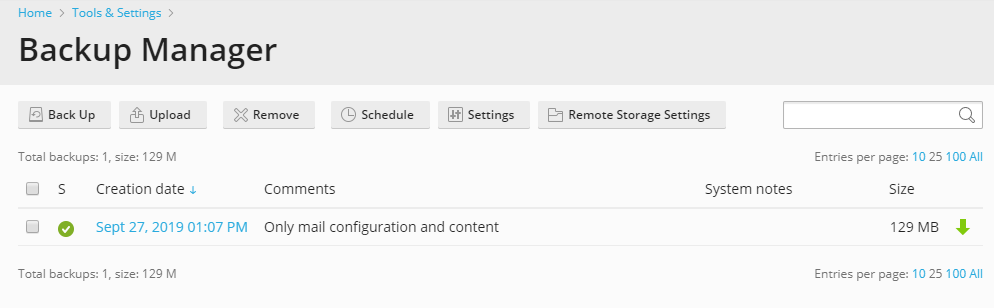 Home > Tools & Settings >
Backup Manager
Back Up Upload Remove Schedule Settings Remote Storage Settings
Total backups: 1, size: 129 M Entries per page: 10 25 100 All
S Creation date ↓ Comments System notes Size
Sept 27, 2019 01:07 PM Only mail configuration and content 129 MB
Total backups: 1, size: 129 M Entries per page: 10 25 100 All